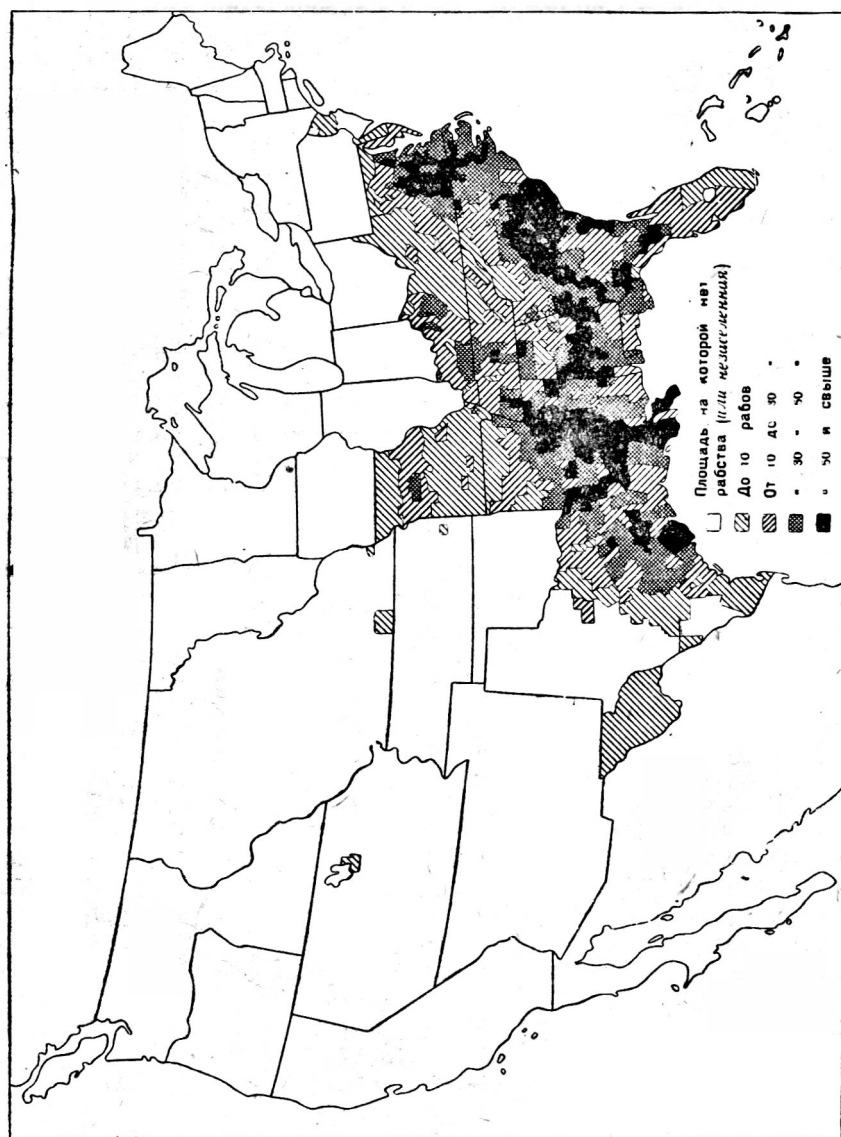 Площадь на которой нет
рабства (или незаселенная)
До 10 рабов
От 10 до 30 "
" 30 " 50 "
" 50 и свыше